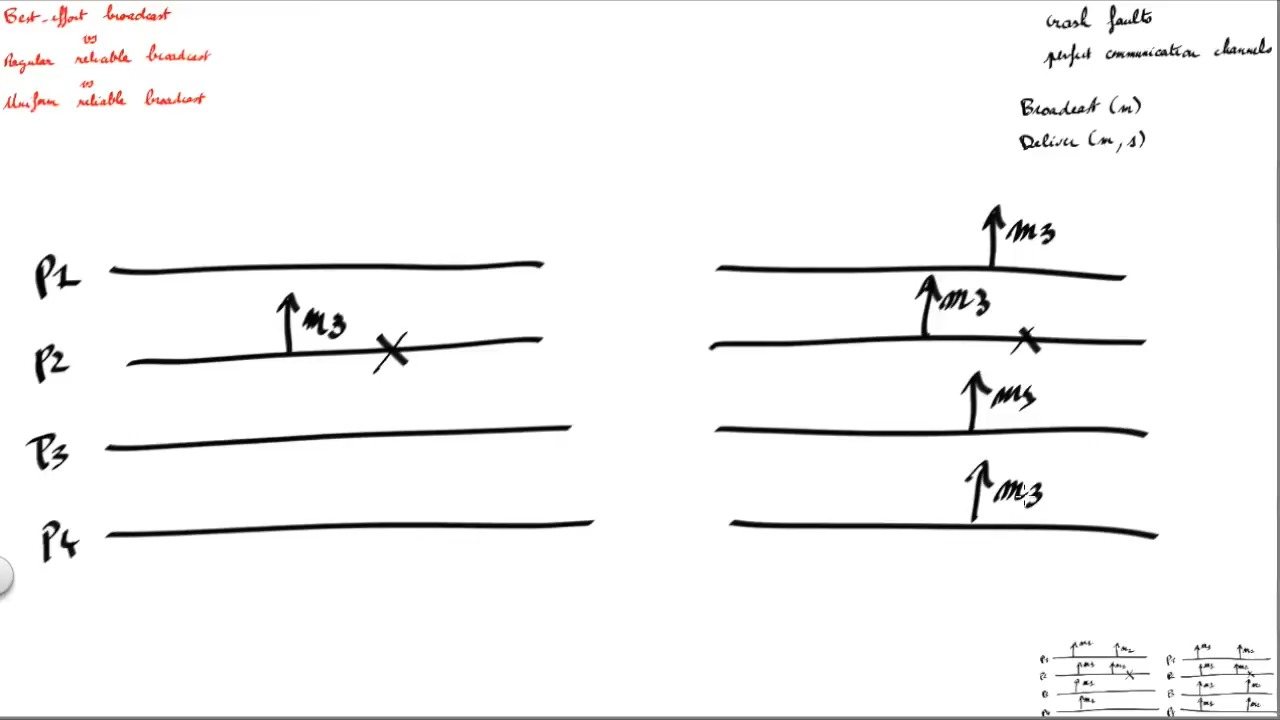 Best-effort broadcast
vs
Regular reliable broadcast
vs
Uniform reliable broadcast
crash faults
perfect communication channels
Broadcast (m)
Deliver (m, s)
m3
P1
m3
m3
P2
m3
P3
m3
P4